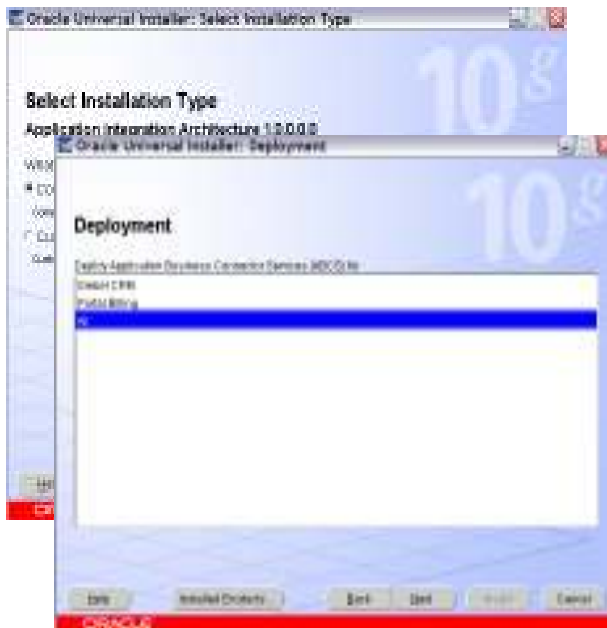 Oracle Universal Installer: Select Installation Type
10g
Select Installation Type
Application Integration Architecture 1.0.0.0.0
Oracle Universal Installer: Deployment
10g
Deployment
Deploy Application Business Connector Services (ABCS) for
Siebel CRM
Portal Billing
All
Help
Installed Products...
Back
Next
Install
Cancel
ORACLE